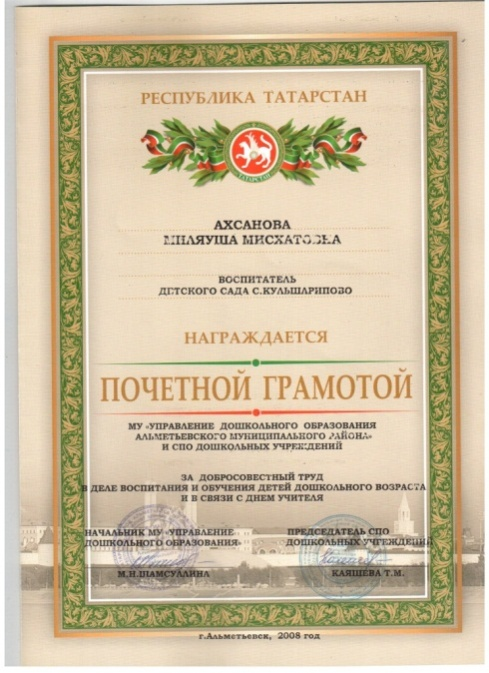 РЕСПУБЛИКА ТАТАРСТАН
ТАТАРСТАН
АХСАНОВА
МИЛЯУША МИСХАТОВНА
ВОСПИТАТЕЛЬ
ДЕТСКОГО САДА С.КУЛЬШАРИПОВО
НАГРАЖДАЕТСЯ
ПОЧЕТНОЙ ГРАМОТОЙ
МУ «УПРАВЛЕНИЕ ДОШКОЛЬНОГО ОБРАЗОВАНИЯ
АЛЬМЕТЬЕВСКОГО МУНИЦИПАЛЬНОГО РАЙОНА»
И СПО ДОШКОЛЬНЫХ УЧРЕЖДЕНИЙ
ЗА ДОБРОСОВЕСТНЫЙ ТРУД
В ДЕЛЕ ВОСПИТАНИЯ И ОБУЧЕНИЯ ДЕТЕЙ ДОШКОЛЬНОГО ВОЗРАСТА
И В СВЯЗИ С ДНЕМ УЧИТЕЛЯ
НАЧАЛЬНИК МУ «УПРАВЛЕНИЕ
ДОШКОЛЬНОГО ОБРАЗОВАНИЯ»
М.Н.ШАМСУЛЛИНА
ПРЕДСЕДАТЕЛЬ СПО
ДОШКОЛЬНЫХ УЧРЕЖДЕНИЙ
КАЯШЕВА Т.М.
г.Альметьевск, 2008 год